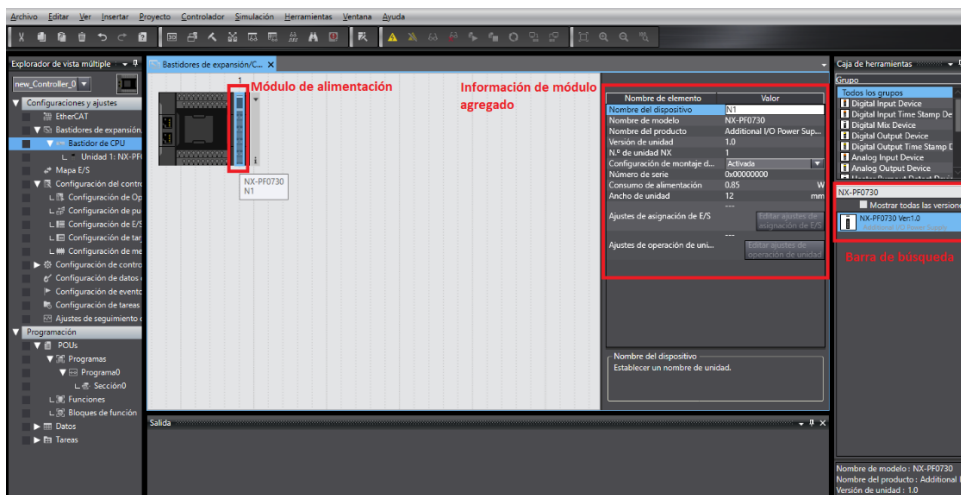 Archivo Editar Ver Insertar Proyecto Controlador Simulación Herramientas Ventana Ayuda
Explorador de vista múltiple
new_Controller_0
Configuraciones y ajustes
EtherCAT
Bastidores de expansión
Bastidor de CPU
Unidad 1: NX-PF
Mapa E/S
Configuración del contr
Configuración de Op
Configuración de pu
Configuración de E/S
Configuración de tar
Configuración de me
Configuración de contro
Configuración de datos
Configuración de evento
Configuración de tareas
Ajustes de seguimiento
Programación
POUs
Programas
Programa0
Sección0
Funciones
Bloques de función
Datos
Tareas
Bastidores de expansión/C... X
1
Módulo de alimentación
NX-PF0730
N1
Información de módulo
agregado
Nombre de elemento Valor
Nombre del dispositivo N1
Nombre de modelo NX-PF0730
Nombre del producto Additional I/O Power Sup...
Versión de unidad 1.0
N.º de unidad NX 1
Configuración de montaje d... Activada
Número de serie 0x00000000
Consumo de alimentación 0.85 W
Ancho de unidad 12 mm
---
Ajustes de asignación de E/S Editar ajustes de
asignación de E/S
---
Ajustes de operación de uni... Editar ajustes de
operación de unidad
Nombre del dispositivo
Establecer un nombre de unidad.
Salida
Caja de herramientas
Grupo
Todos los grupos
Digital Input Device
Digital Input Time Stamp De
Digital Mix Device
Digital Output Device
Digital Output Time Stamp D
Analog Input Device
Analog Output Device
NX-PF0730
Mostrar todas las versione
NX-PF0730 Ver:1.0
Additional I/O Power Supply
Barra de búsqueda
Nombre de modelo : NX-PF0730
Nombre del producto : Additional I
Versión de unidad : 1.0